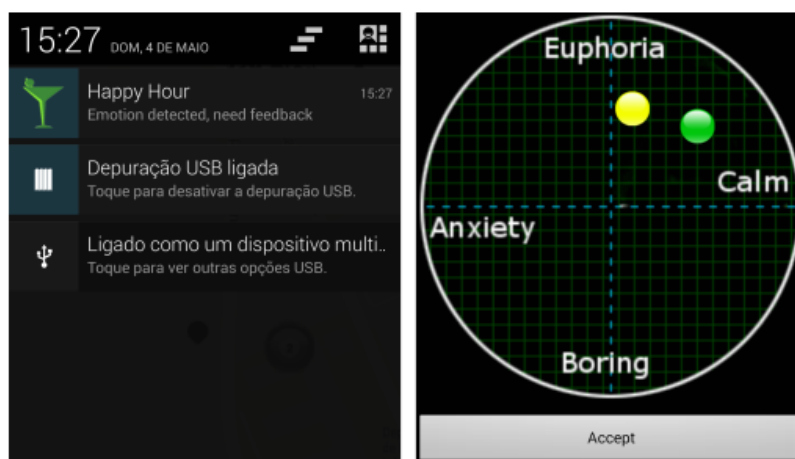 15:27 DOM, 4 DE MAIO
Happy Hour 15:27
Emotion detected, need feedback
Depuração USB ligada
Toque para desativar a depuração USB.
Ligado como um dispositivo multi..
Toque para ver outras opções USB.
Euphoria
Calm
Anxiety
Boring
Accept